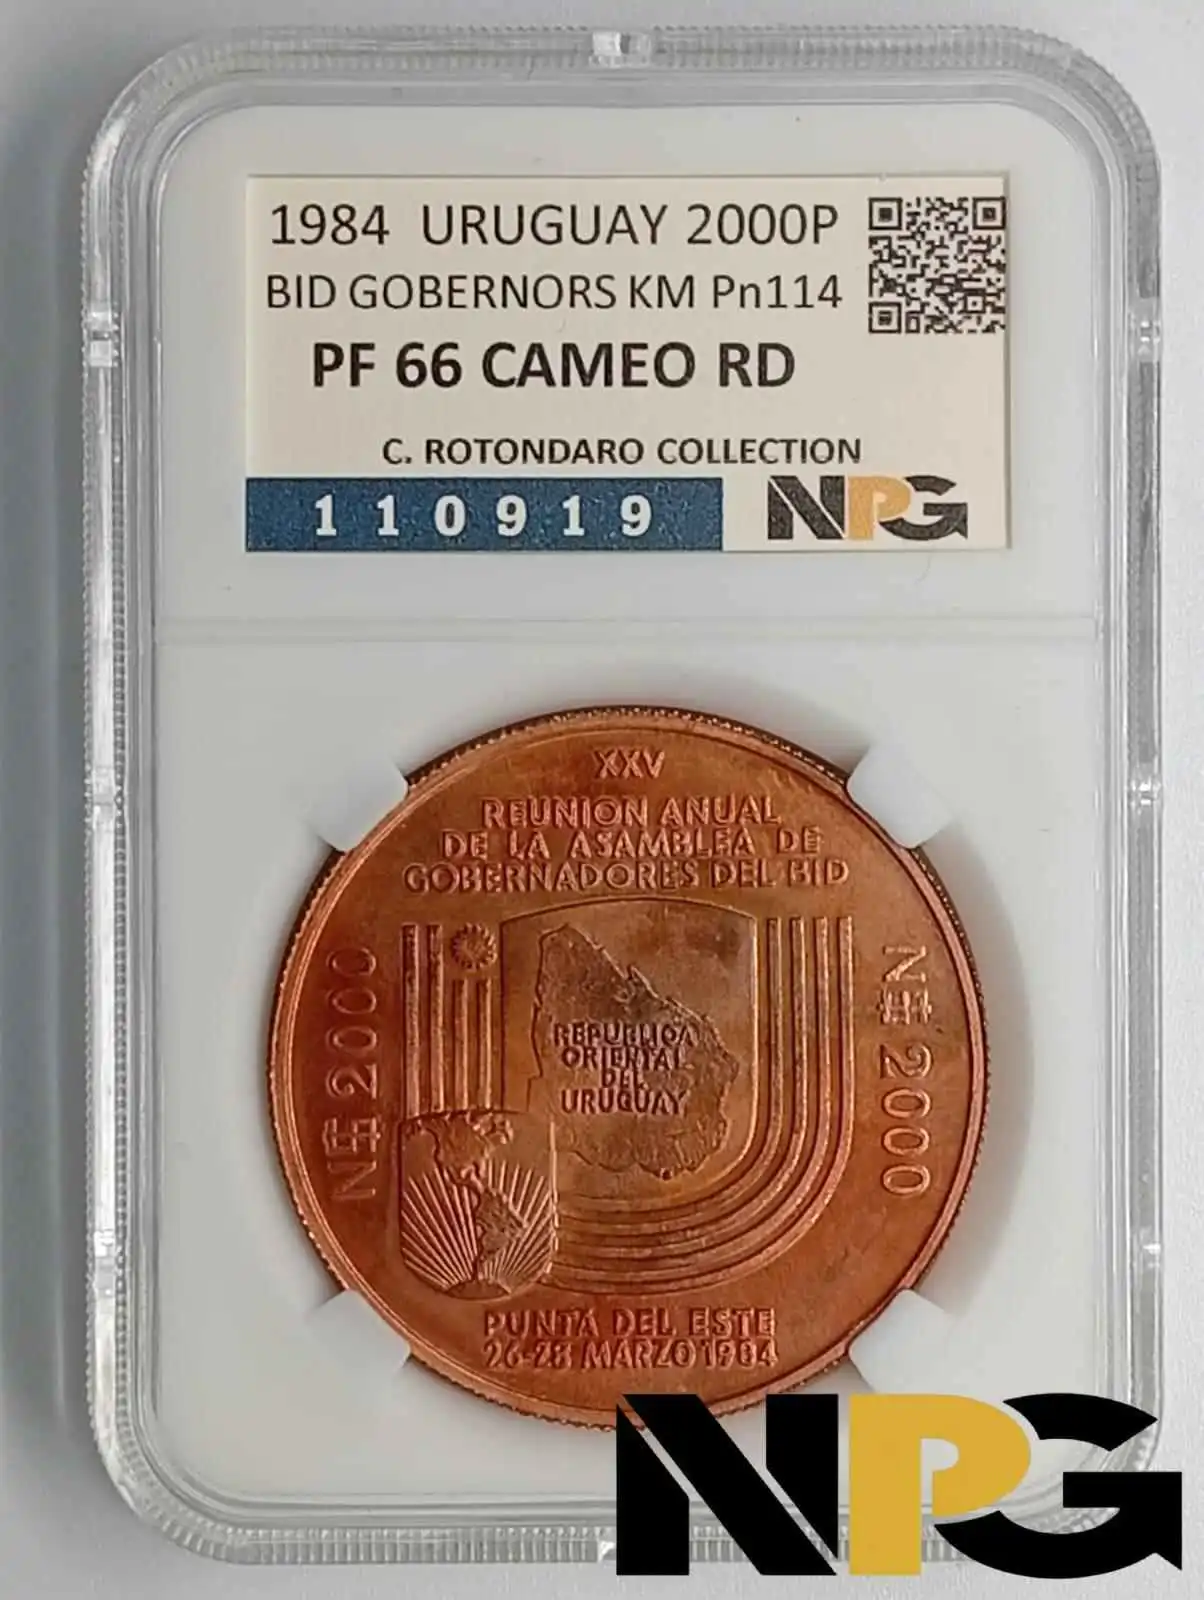 1984 URUGUAY 2000P
BID GOBERNORS KM Pn114
PF 66 CAMEO RD
C. ROTONDARO COLLECTION
110919
NPG
XXV
REUNION ANUAL
DE LA ASAMBLEA DE
GOBERNADORES DEL BID
N$ 2000
N$ 2000
REPUBLICA
ORIENTAL
DEL
URUGUAY
PUNTA DEL ESTE
26-28 MARZO 1984
NPG